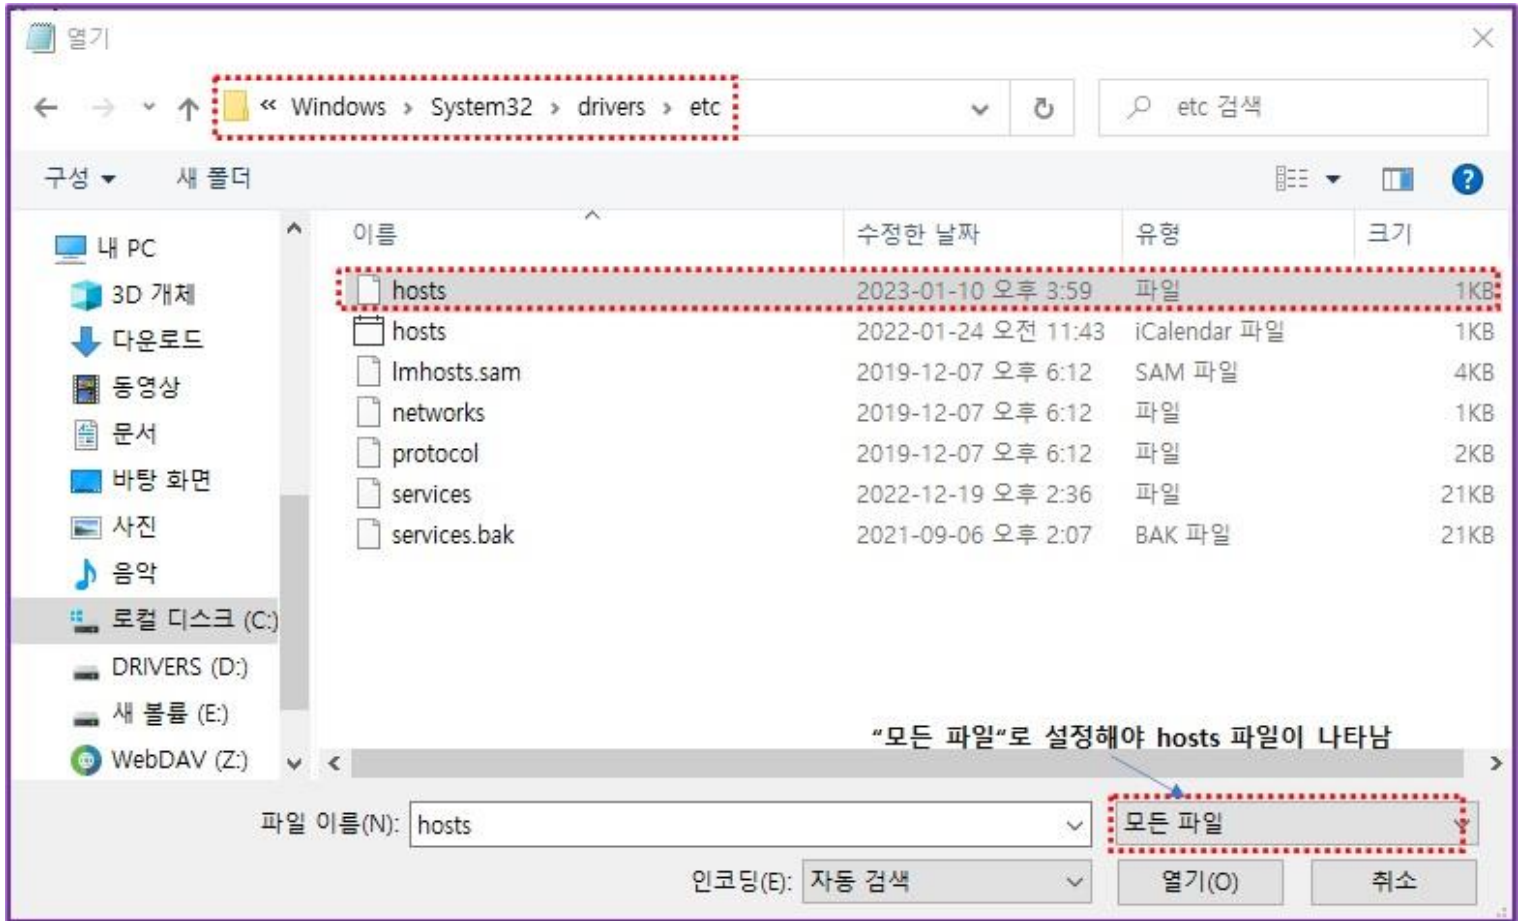 열기
« Windows › System32 › drivers › etc
etc 검색
구성
새 폴더
이름 수정한 날짜 유형 크기
내 PC
3D 개체
다운로드
동영상
문서
바탕 화면
사진
음악
로컬 디스크 (C:)
DRIVERS (D:)
새 볼륨 (E:)
WebDAV (Z:)
hosts 2023-01-10 오후 3:59 파일 1KB
hosts 2022-01-24 오전 11:43 iCalendar 파일 1KB
lmhosts.sam 2019-12-07 오후 6:12 SAM 파일 4KB
networks 2019-12-07 오후 6:12 파일 1KB
protocol 2019-12-07 오후 6:12 파일 2KB
services 2022-12-19 오후 2:36 파일 21KB
services.bak 2021-09-06 오후 2:07 BAK 파일 21KB
“모든 파일“로 설정해야 hosts 파일이 나타남
파일 이름(N): hosts 모든 파일
인코딩(E): 자동 검색 열기(O) 취소